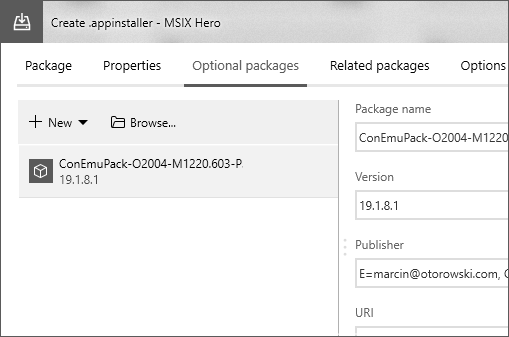 Create .appinstaller - MSIX Hero
Package Properties Optional packages Related packages Options
New Browse...
ConEmuPack-O2004-M1220.603-P
19.1.8.1
Package name
ConEmuPack-O2004-M1220
Version
19.1.8.1
Publisher
E=marcin@otorowski.com,
URI